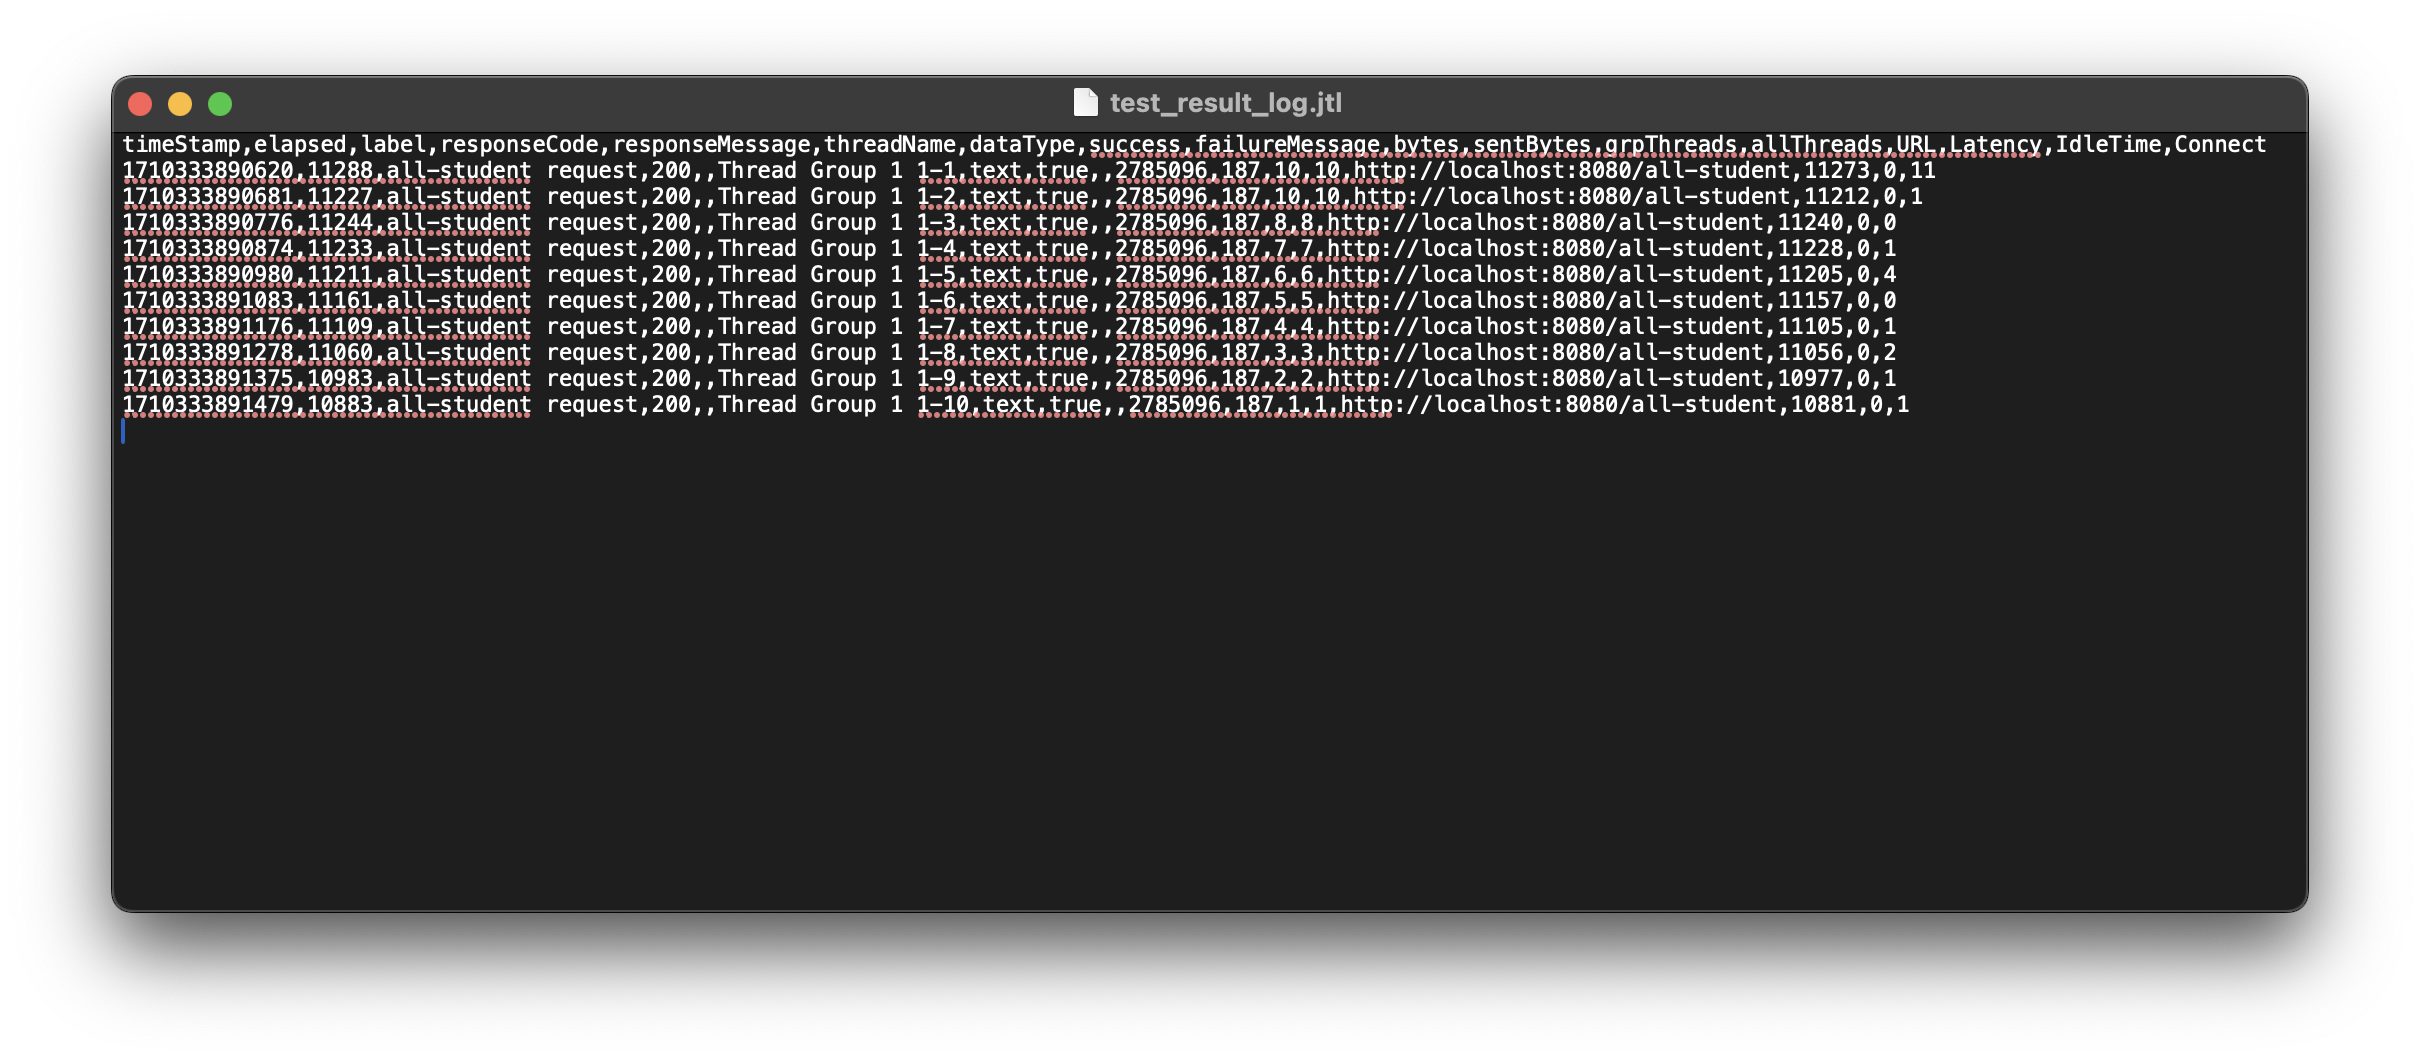 test_result_log.jtl
timeStamp,elapsed,label,responseCode,responseMessage,threadName,dataType,success,failureMessage,bytes,sentBytes,grpThreads,allThreads,URL,Latency,IdleTime,Connect
1710333890620,11288,all-student request,200,,Thread Group 1 1-1,text,true,,2785096,187,10,10,http://localhost:8080/all-student,11273,0,11
1710333890681,11227,all-student request,200,,Thread Group 1 1-2,text,true,,2785096,187,10,10,http://localhost:8080/all-student,11212,0,1
1710333890776,11244,all-student request,200,,Thread Group 1 1-3,text,true,,2785096,187,8,8,http://localhost:8080/all-student,11240,0,0
1710333890874,11233,all-student request,200,,Thread Group 1 1-4,text,true,,2785096,187,7,7,http://localhost:8080/all-student,11228,0,1
1710333890980,11211,all-student request,200,,Thread Group 1 1-5,text,true,,2785096,187,6,6,http://localhost:8080/all-student,11205,0,4
1710333891083,11161,all-student request,200,,Thread Group 1 1-6,text,true,,2785096,187,5,5,http://localhost:8080/all-student,11157,0,0
1710333891176,11109,all-student request,200,,Thread Group 1 1-7,text,true,,2785096,187,4,4,http://localhost:8080/all-student,11105,0,1
1710333891278,11060,all-student request,200,,Thread Group 1 1-8,text,true,,2785096,187,3,3,http://localhost:8080/all-student,11056,0,2
1710333891375,10983,all-student request,200,,Thread Group 1 1-9,text,true,,2785096,187,2,2,http://localhost:8080/all-student,10977,0,1
1710333891479,10883,all-student request,200,,Thread Group 1 1-10,text,true,,2785096,187,1,1,http://localhost:8080/all-student,10881,0,1